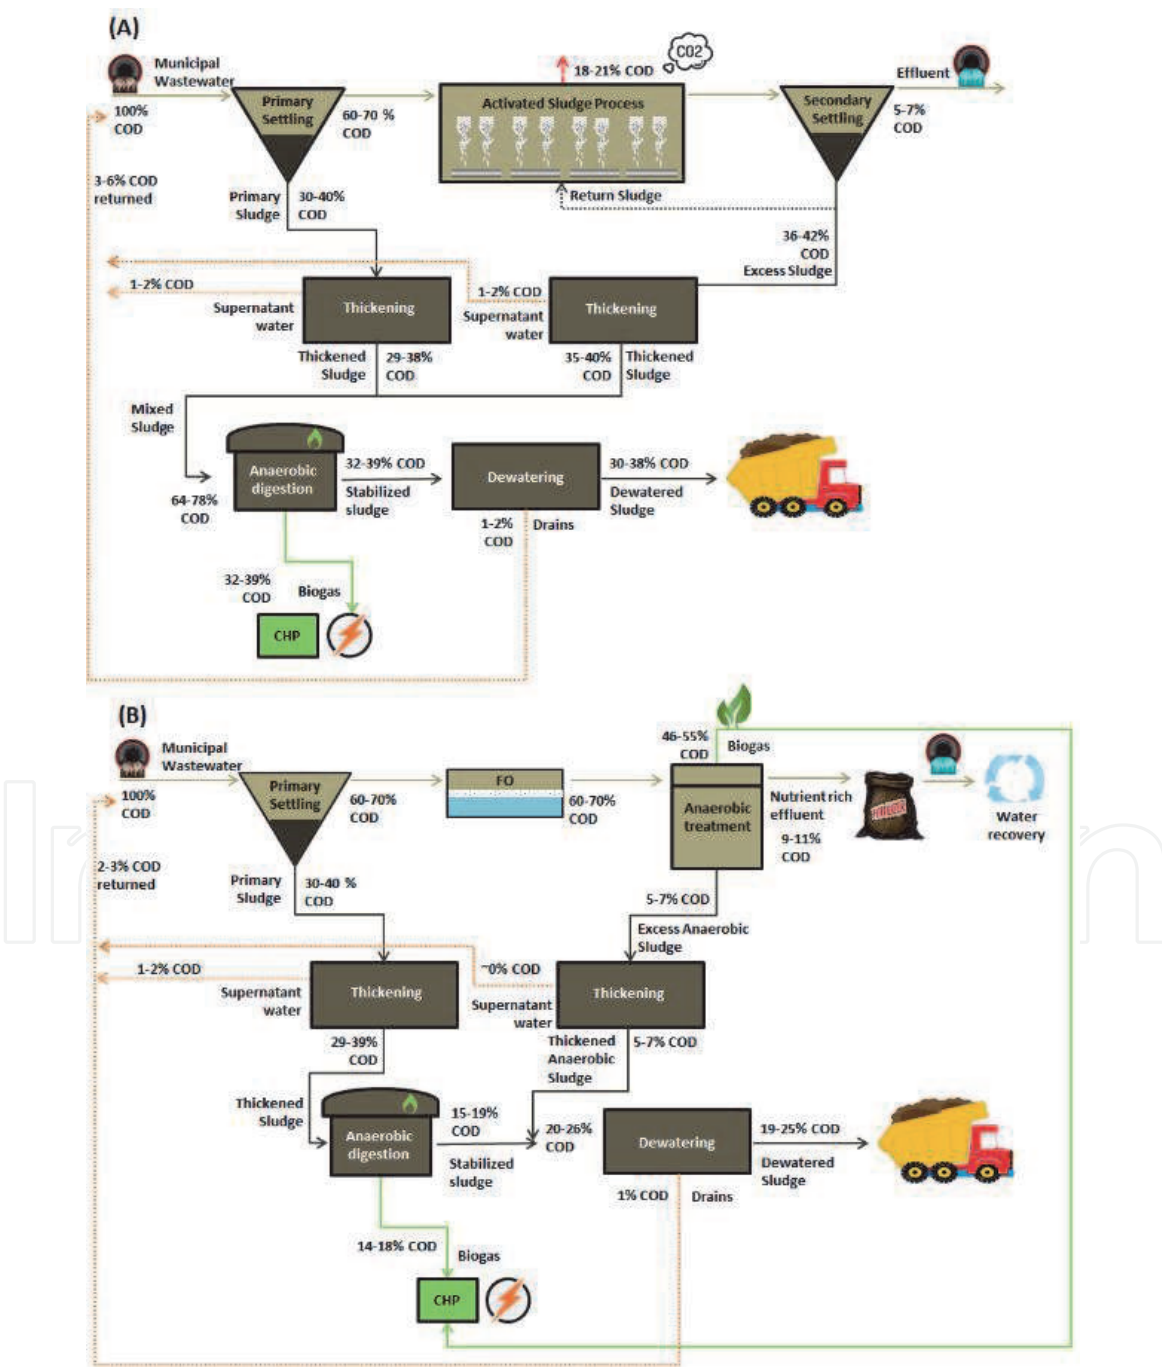 (A)
Municipal
Wastewater
100%
COD
Primary
Settling
60-70 %
COD
18-21% COD
CO2
Activated Sludge Process
Secondary
Settling
Effluent
5-7%
COD
3-6% COD
returned
Primary
Sludge
30-40%
COD
Return Sludge
36-42%
COD
Excess Sludge
1-2% COD
Supernatant
water
Thickening
1-2% COD
Supernatant
water
Thickening
Thickened
Sludge
29-38%
COD
35-40%
COD
Thickened
Sludge
Mixed
Sludge
64-78%
COD
Anaerobic
digestion
32-39% COD
Stabilized
sludge
Dewatering
30-38% COD
Dewatered
Sludge
1-2%
COD
Drains
32-39%
COD
Biogas
CHP
(B)
Municipal
Wastewater
100%
COD
Primary
Settling
60-70%
COD
FO
60-70%
COD
46-55%
COD
Biogas
Anaerobic
treatment
Nutrient rich
effluent
9-11%
COD
Water
recovery
2-3% COD
returned
Primary
Sludge
30-40 %
COD
5-7% COD
Excess Anaerobic
Sludge
1-2% COD
Supernatant
water
Thickening
~0% COD
Supernatant
water
Thickening
29-39%
COD
Thickened
Anaerobic
Sludge
5-7% COD
Thickened
Sludge
Anaerobic
digestion
15-19%
COD
Stabilized
sludge
20-26%
COD
Dewatering
19-25% COD
Dewatered
Sludge
1% COD
Drains
14-18% COD
Biogas
CHP